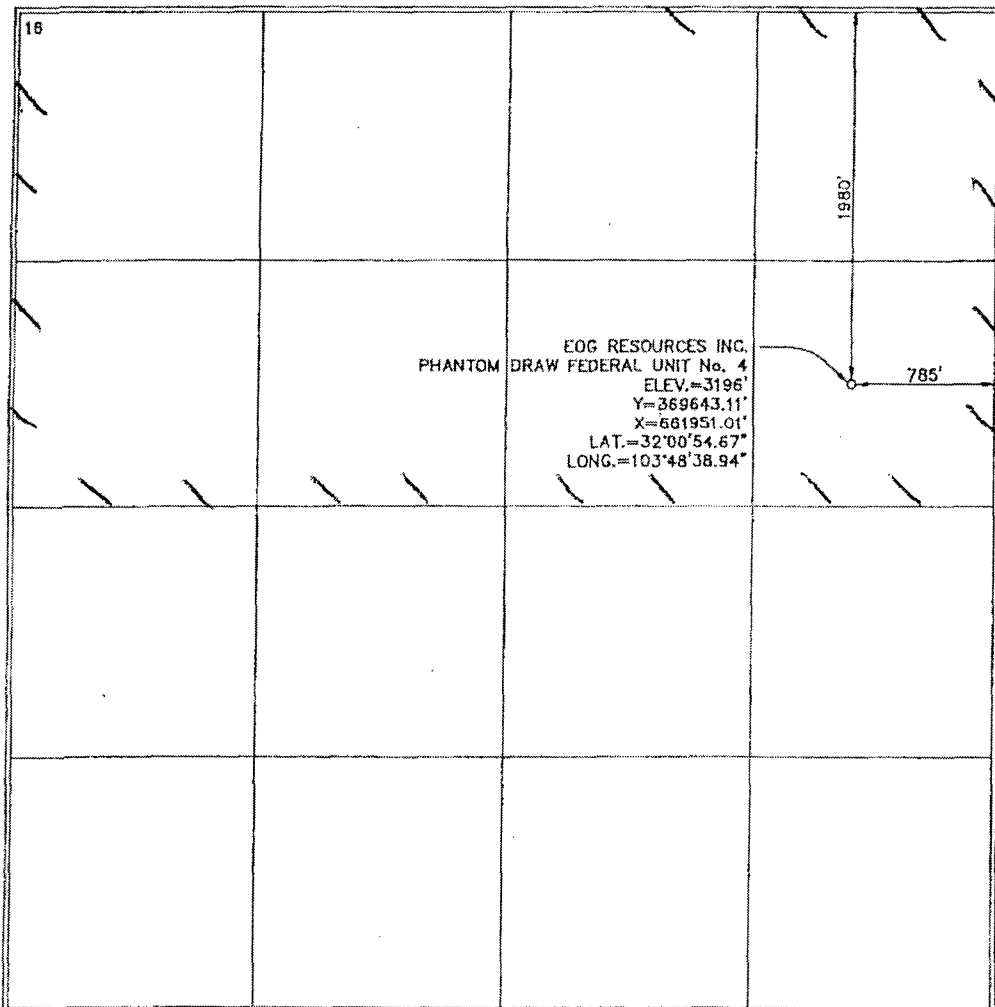 16
1980'
EOG RESOURCES INC.
PHANTOM DRAW FEDERAL UNIT No. 4
ELEV.=3196'
Y=369643.11'
X=661951.01'
LAT.=32°00'54.67"
LONG.=103°48'38.94"
785'